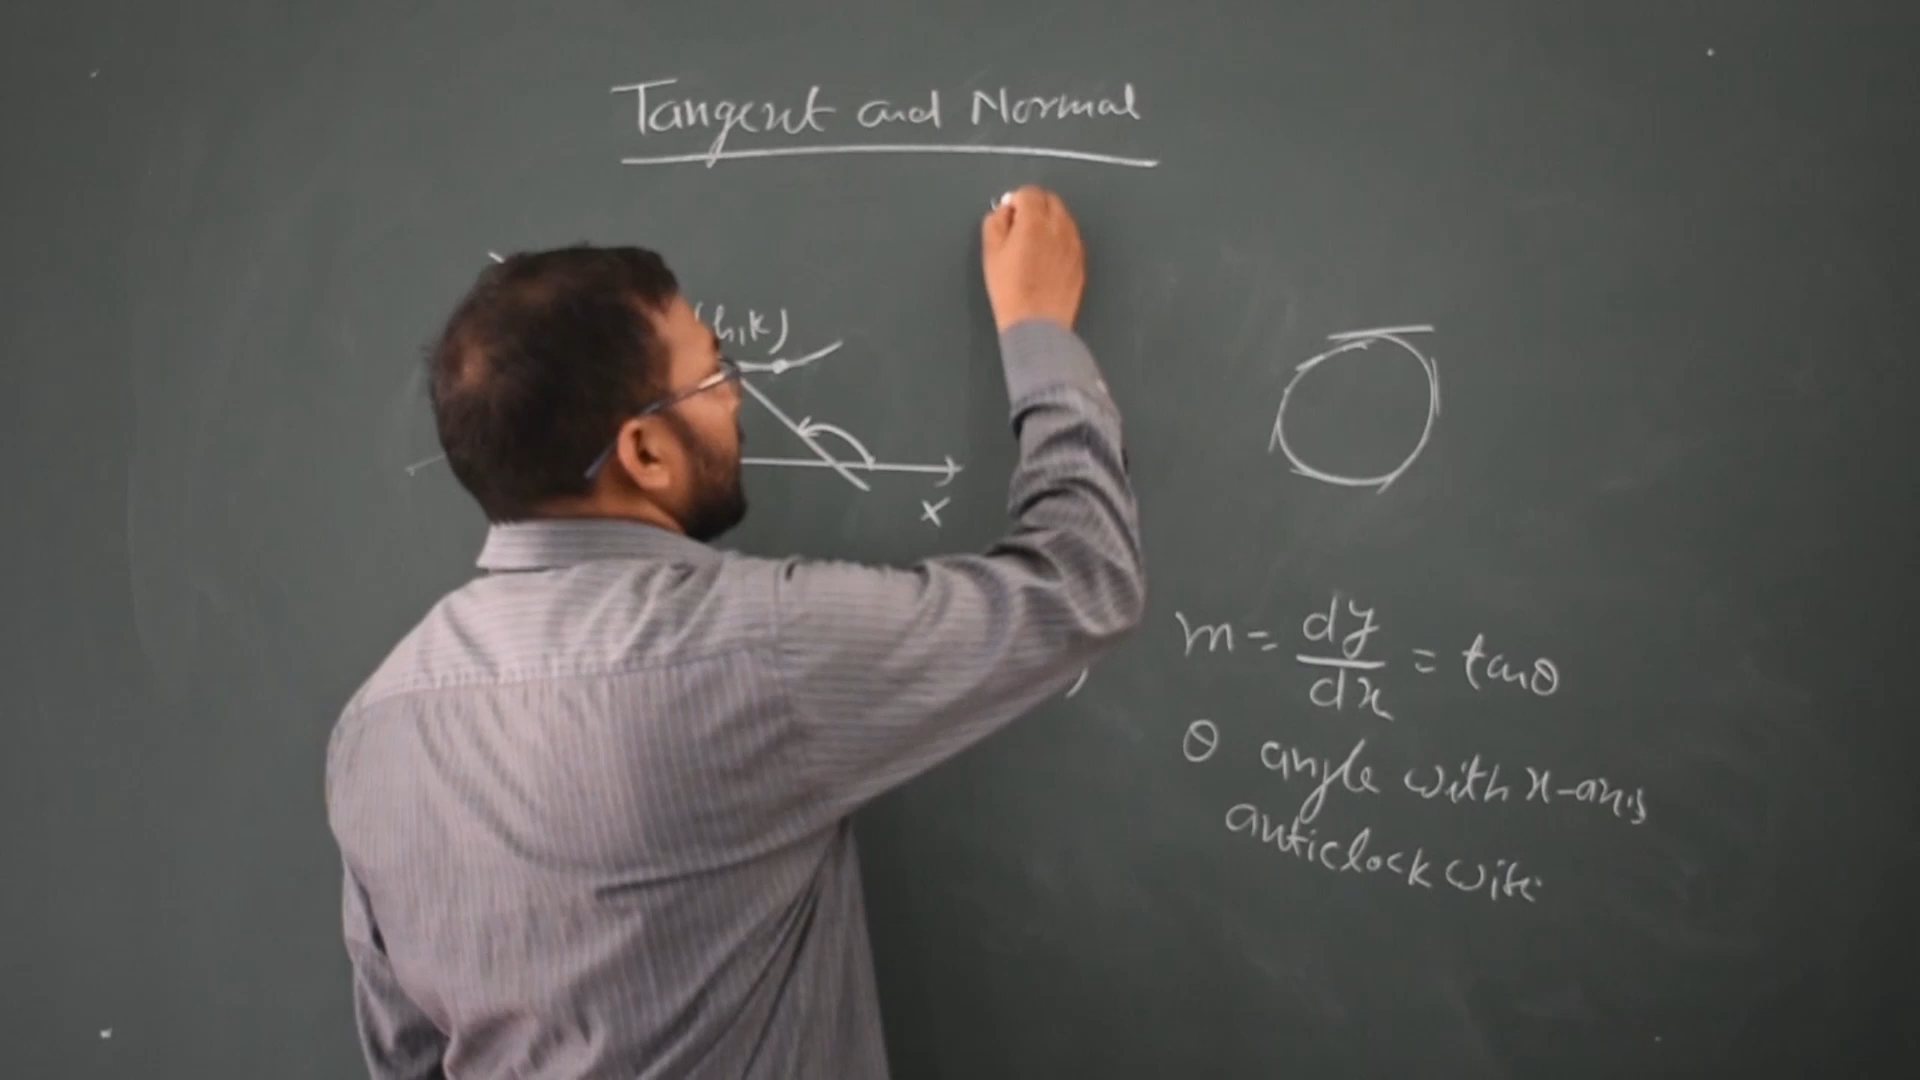 Tangent and Normal
(h,k)
x
m = dy/dx = tanθ
θ angle with x-axis
anticlockwise